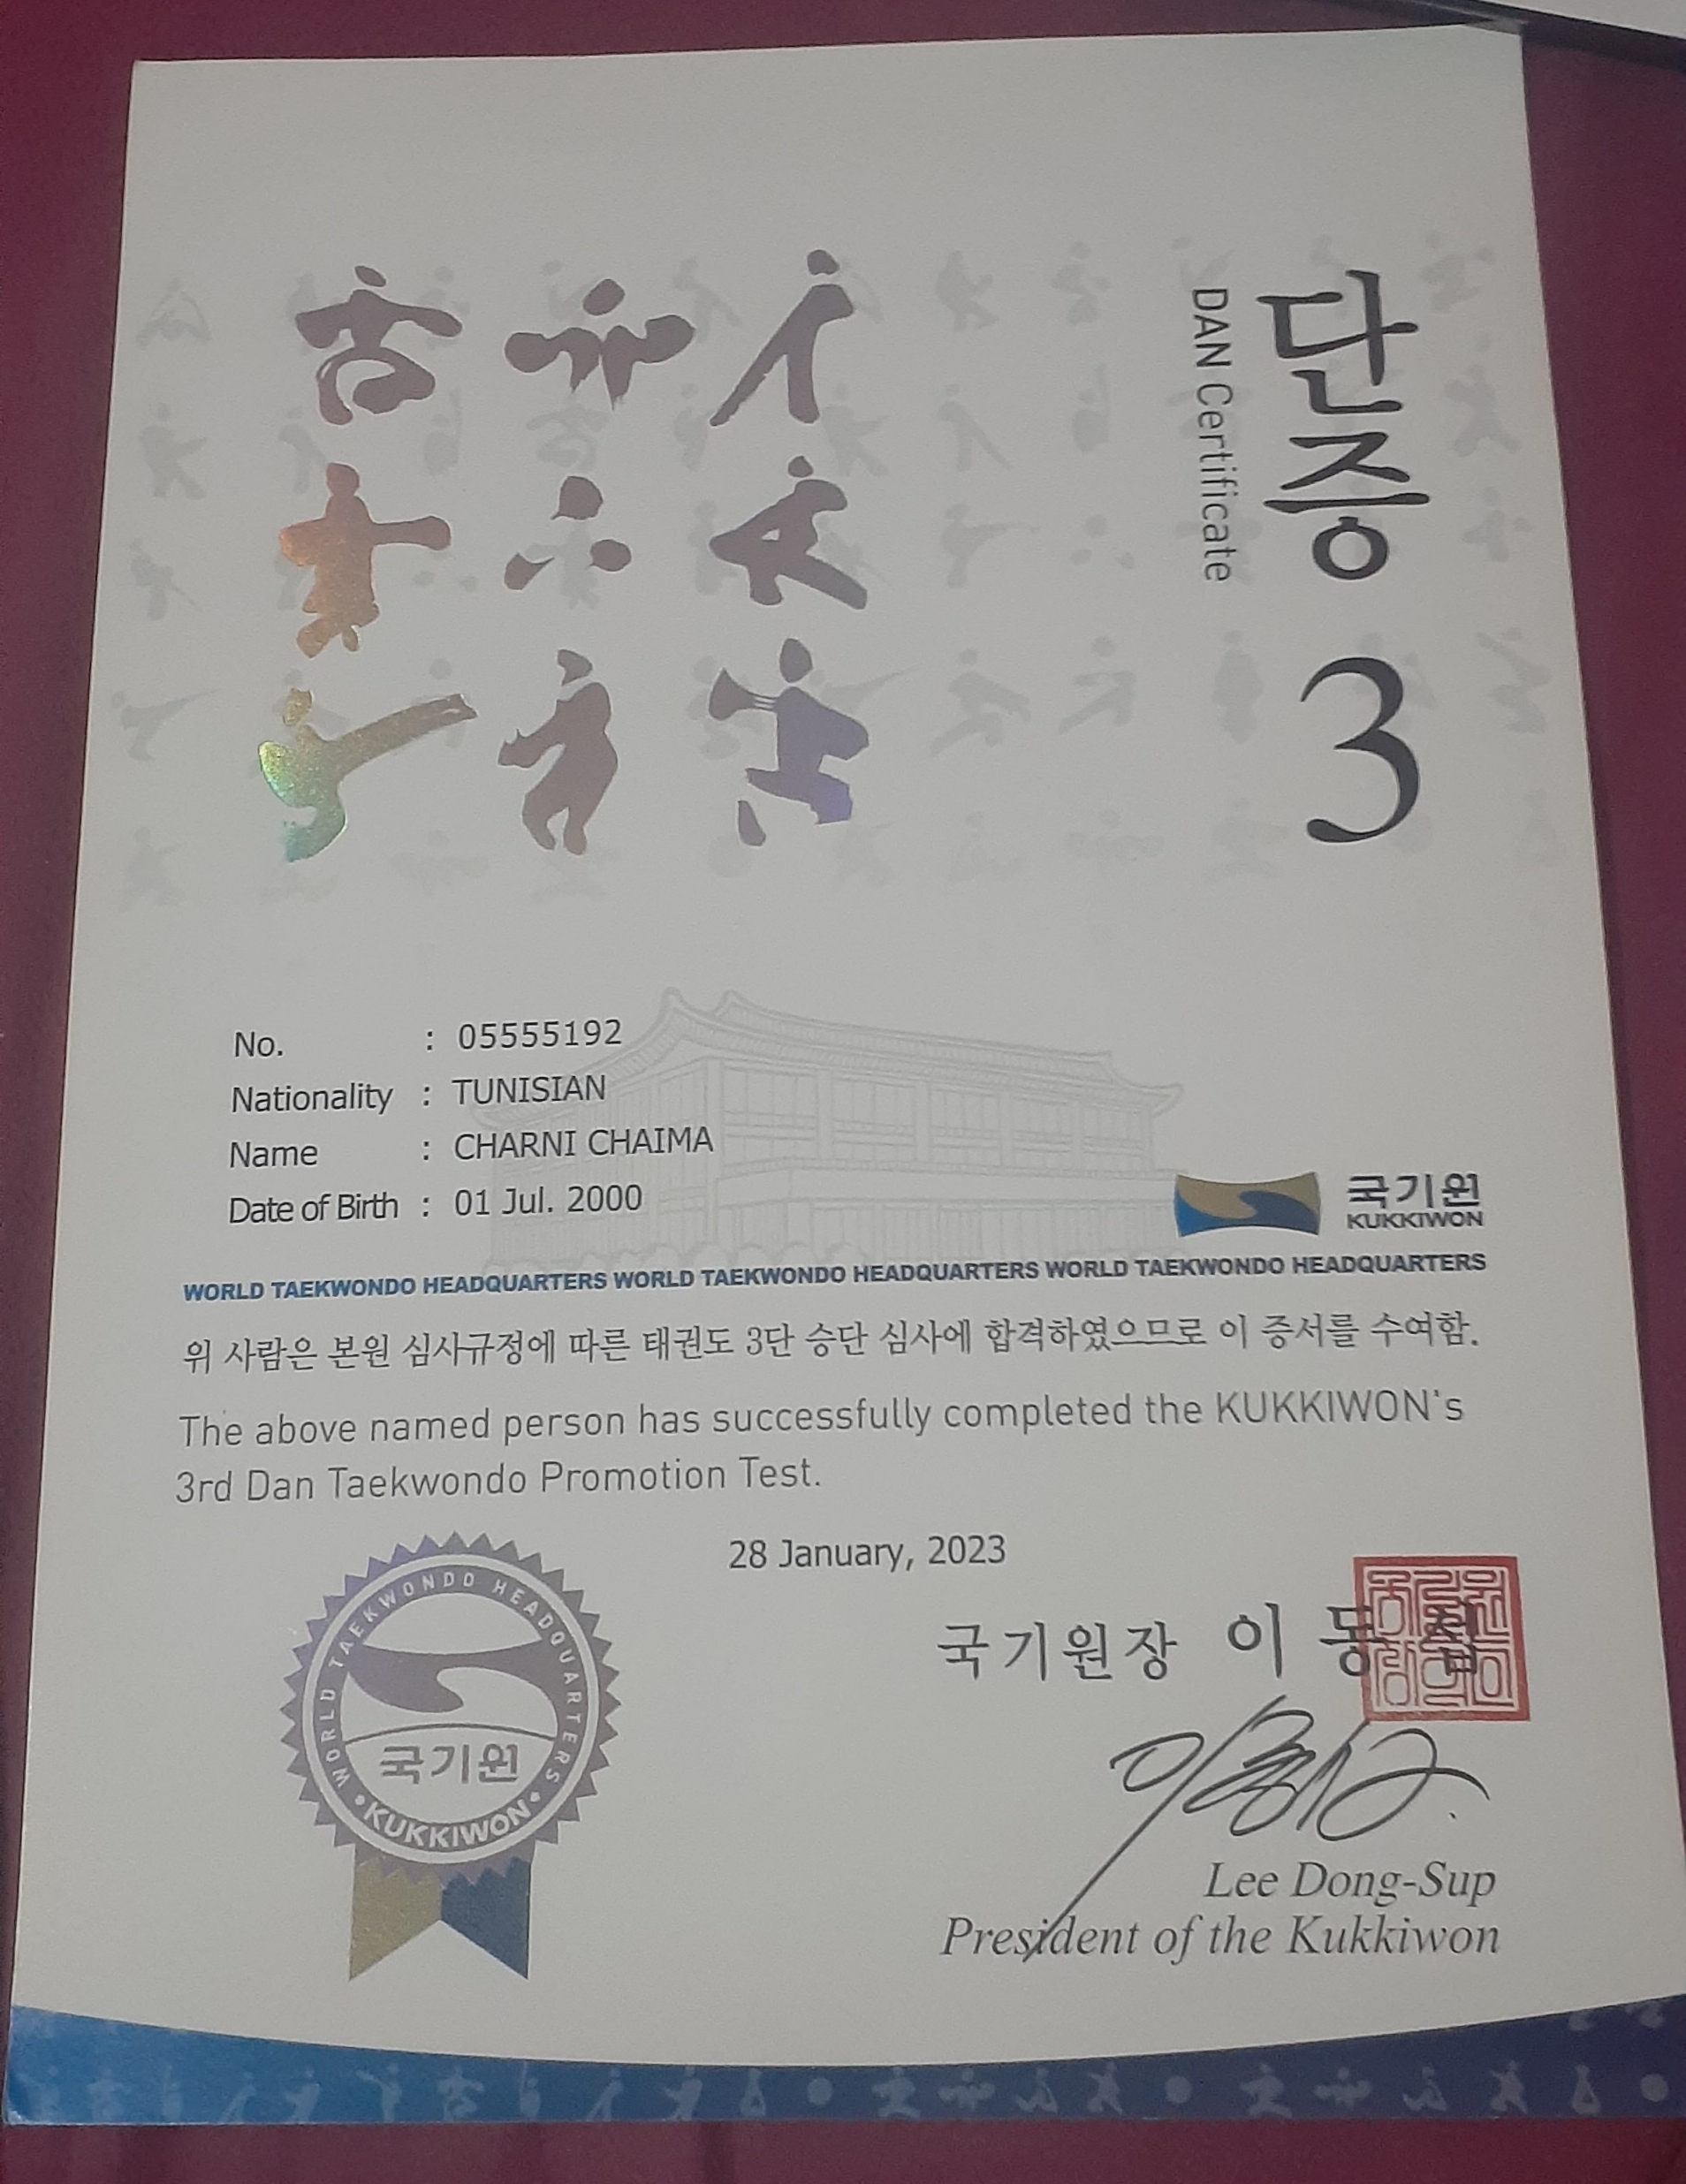 단증 3
DAN Certificate
No. : 05555192
Nationality : TUNISIAN
Name : CHARNI CHAIMA
Date of Birth : 01 Jul. 2000
국기원
KUKKIWON
WORLD TAEKWONDO HEADQUARTERS WORLD TAEKWONDO HEADQUARTERS WORLD TAEKWONDO HEADQUARTERS
위 사람은 본원 심사규정에 따른 태권도 3단 승단 심사에 합격하였으므로 이 증서를 수여함.
The above named person has successfully completed the KUKKIWON's
3rd Dan Taekwondo Promotion Test.
28 January, 2023
WORLD TAEKWONDO HEADQUARTERS
국기원
• KUKKIWON •
국기원장 이 동 섭
Lee Dong-Sup
President of the Kukkiwon